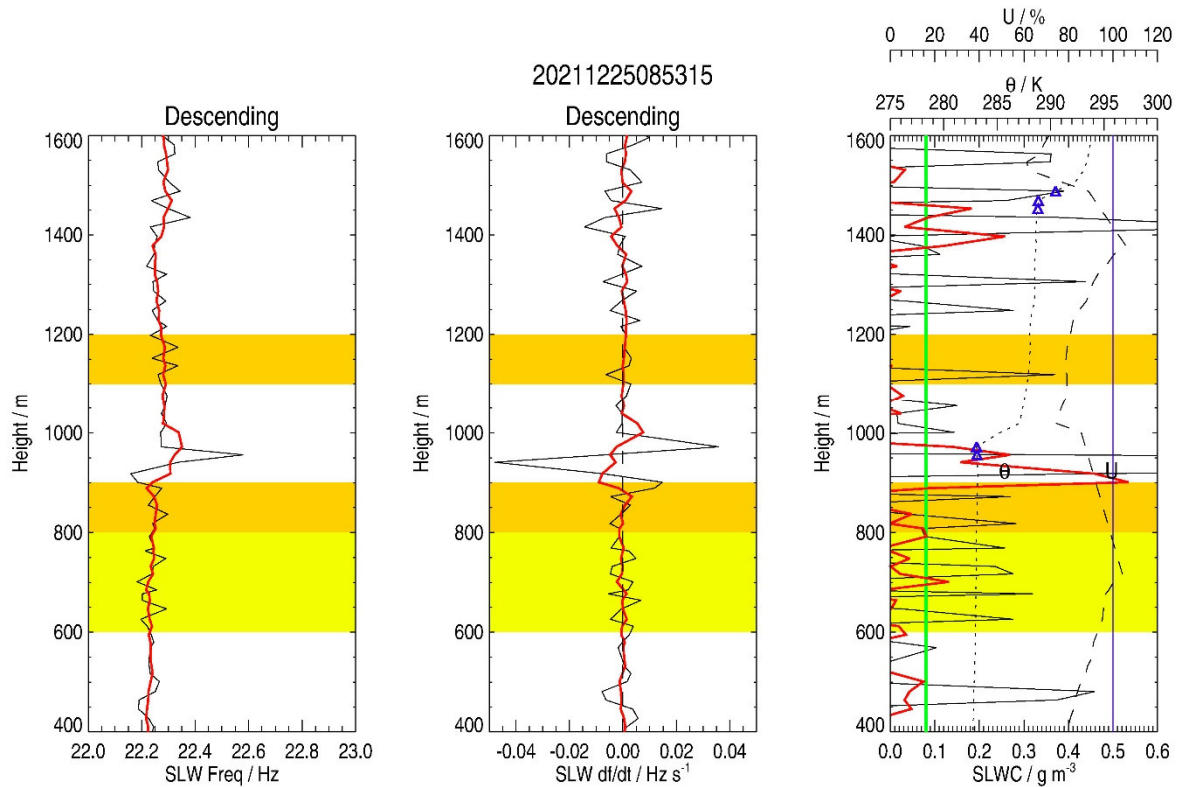 U / %
0 20 40 60 80 100 120
20211225085315
θ / K
Descending
Descending
275 280 285 290 295 300
1600
1400
1200
1000
800
600
400
Height / m
22.0 22.2 22.4 22.6 22.8 23.0
SLW Freq / Hz
1600
1400
1200
1000
800
600
400
Height / m
-0.04 -0.02 0.00 0.02 0.04
SLW df/dt / Hz s⁻¹
1600
1400
1200
1000
800
600
400
Height / m
θ U
0.0 0.1 0.2 0.3 0.4 0.5 0.6
SLWC / g m⁻³